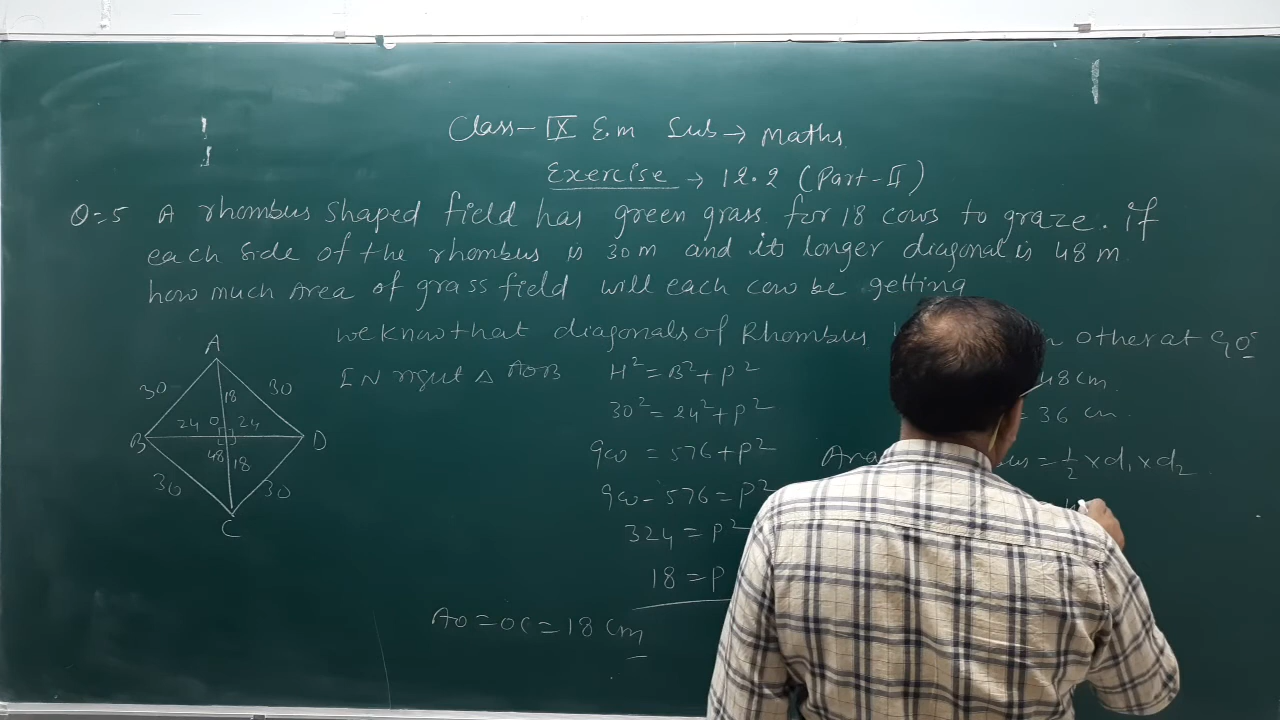 Class- IX E.m Sub → Maths
Exercise → 12.2 (Part-II)
Q=5 A rhombus shaped field has green grass for 18 cows to graze. if
each side of the rhombus is 30 m and its longer diagonal is 48 m.
how much Area of grass field will each cow be getting
we know that diagonals of Rhombus other at 90°
A
30
30
18
24 O 24
B
D
48
18
30
30
C
IN right △ AOB
H² = B² + P²
30² = 24² + P²
900 = 576 + P²
900 - 576 = P²
324 = P²
18 = P
AO = OC = 18 cm
48 cm.
= 36 cm.
= 1/2 × d₁ × d₂